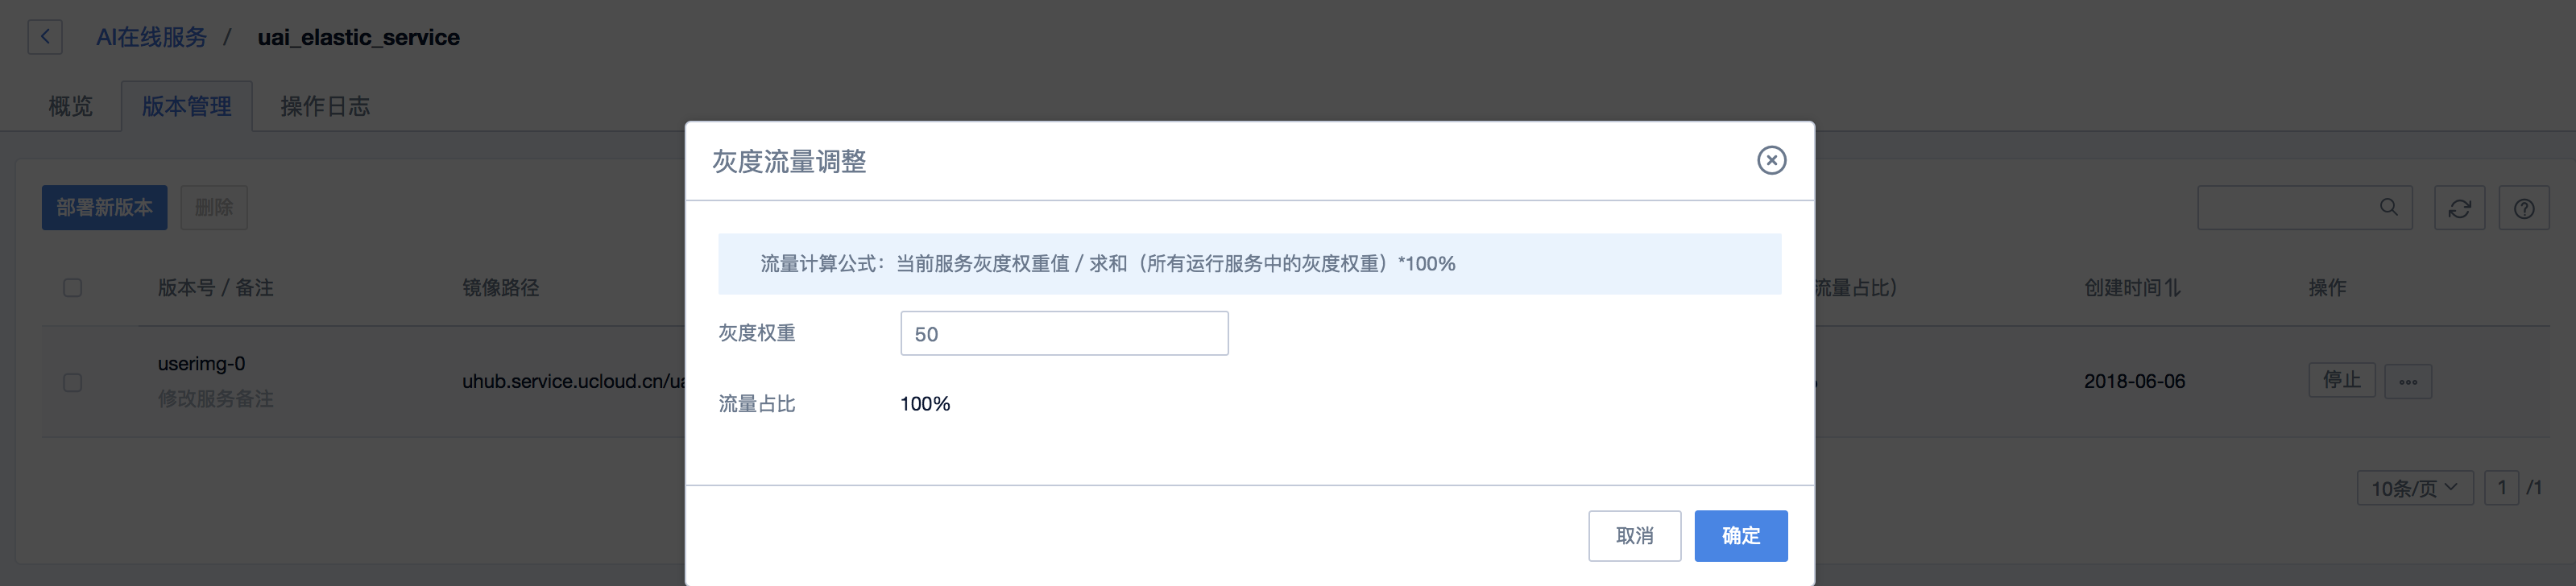 AI在线服务 / uai_elastic_service
概览 版本管理 操作日志
灰度流量调整
部署新版本 删除
流量计算公式：当前服务灰度权重值 / 求和（所有运行服务中的灰度权重）*100%
版本号 / 备注 镜像路径 流量占比） 创建时间 操作
灰度权重 50
userimg-0
修改服务备注
uhub.service.ucloud.cn/ua 2018-06-06 停止
流量占比 100%
10条/页 1 /1
取消 确定